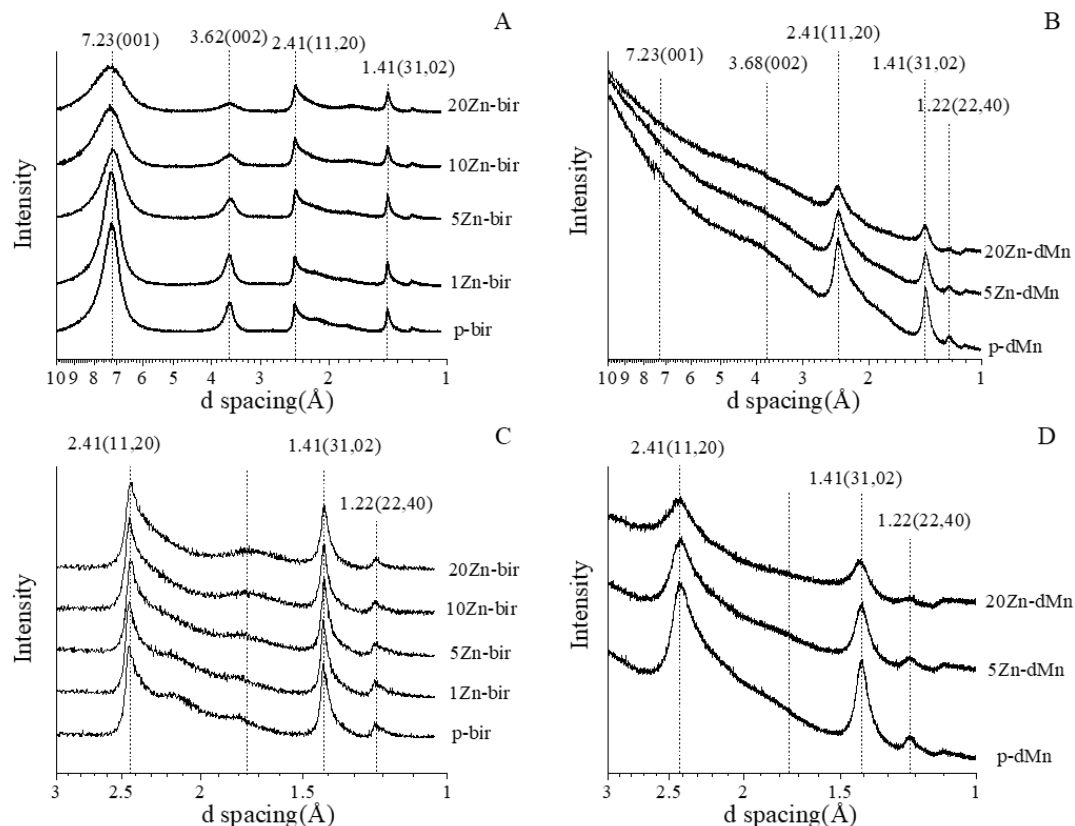 A
7.23(001)
3.62(002)
2.41(11,20)
1.41(31,02)
20Zn-bir
10Zn-bir
5Zn-bir
1Zn-bir
p-bir
Intensity
10 9 8 7 6 5 4 3 2 1
d spacing(Å)
B
2.41(11,20)
7.23(001)
3.68(002)
1.41(31,02)
1.22(22,40)
20Zn-dMn
5Zn-dMn
p-dMn
Intensity
10 9 8 7 6 5 4 3 2 1
d spacing(Å)
C
2.41(11,20)
1.41(31,02)
1.22(22,40)
20Zn-bir
10Zn-bir
5Zn-bir
1Zn-bir
p-bir
Intensity
3 2.5 2 1.5 1
d spacing(Å)
D
2.41(11,20)
1.41(31,02)
1.22(22,40)
20Zn-dMn
5Zn-dMn
p-dMn
Intensity
3 2.5 2 1.5 1
d spacing(Å)